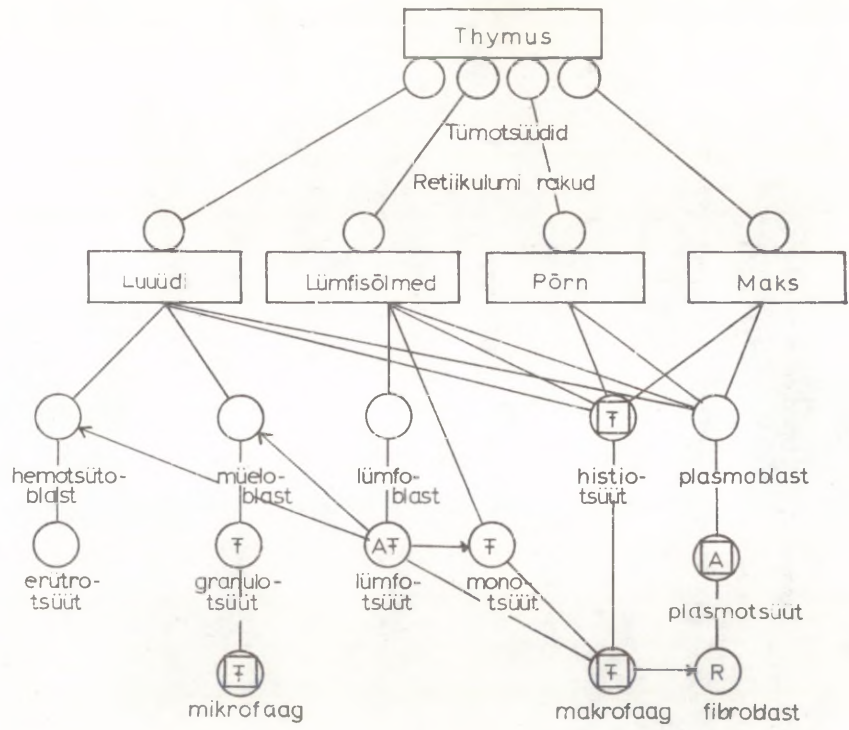 Thymus
Tümotsüüdid
Retiikulumi rakud
Luuüdi
Lümfisõlmed
Põrn
Maks
Ŧ
hemotsüto-
blast
müelo-
blast
lümfo-
blast
histio-
tsüüt
plasmablast
Ŧ
AŦ
Ŧ
A
erütro-
tsüüt
granulo-
tsüüt
lümfo-
tsüüt
mono-
tsüüt
plasmotsüüt
Ŧ
Ŧ
R
mikrofaag
makrofaag
fibroblast